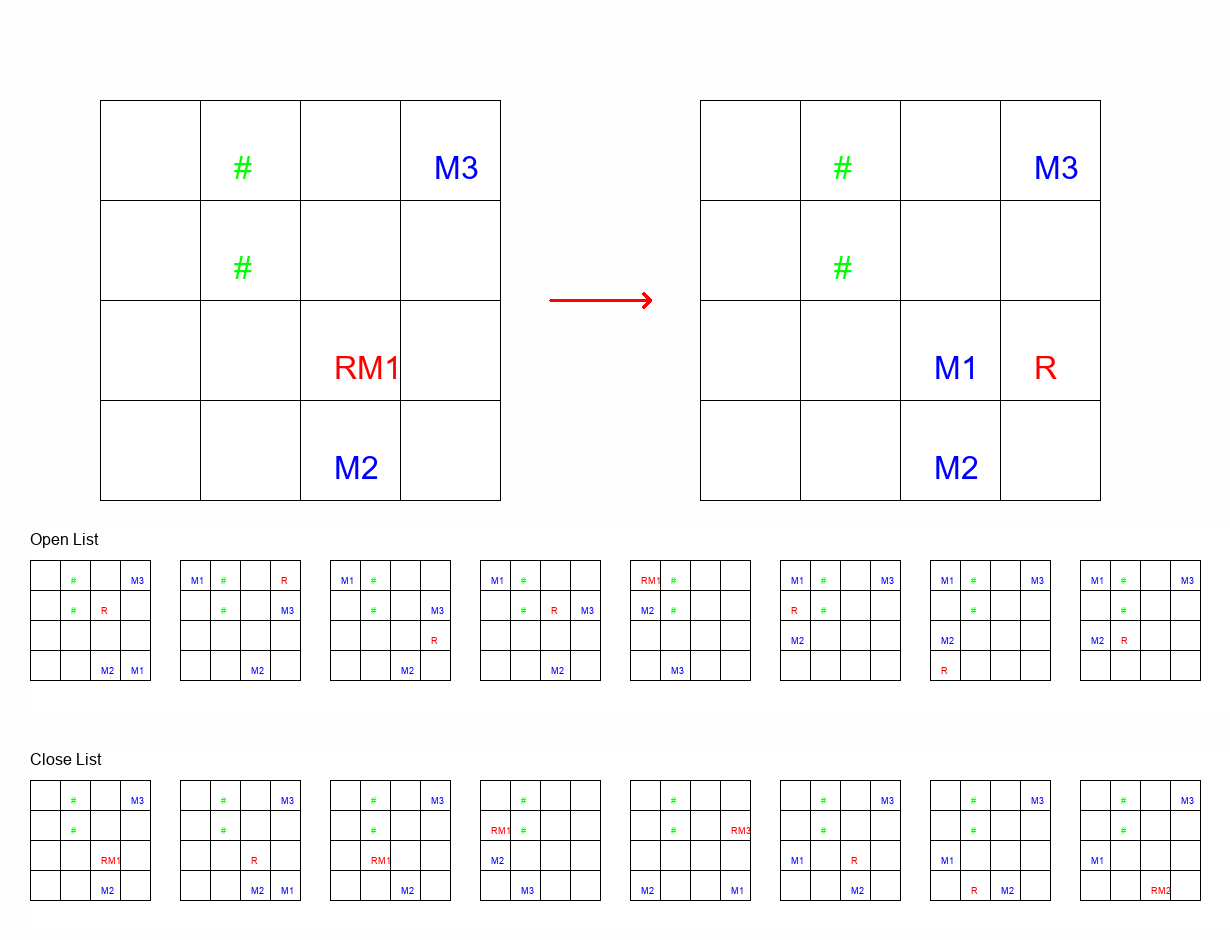 # M3 # M3
# #
RM1 M1 R
M2 M2
Open List
# M3 M1 # R M1 # M1 # RM1 # M1 # M3 M1 # M3 M1 # M3
# R # M3 # M3 # R M3 M2 # R # # #
R M2 M2 M2 R
M2 M1 M2 M2 M2 M3 R
Close List
# M3 # M3 # M3 # # # M3 # M3 # M3
# # # RM1 # # RM3 # # #
RM1 R RM1 M2 M1 R M1 M1
M2 M2 M1 M2 M3 M2 M1 M2 R M2 RM2